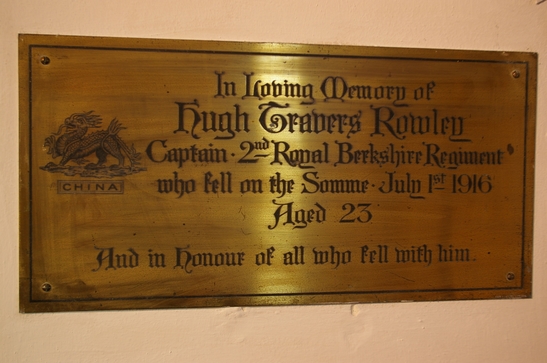 In Loving Memory of
Hugh Travers Rowley
Captain · 2nd Royal Berkshire Regiment
who fell on the Somme · July 1st 1916
Aged 23
And in honour of all who fell with him.
CHINA